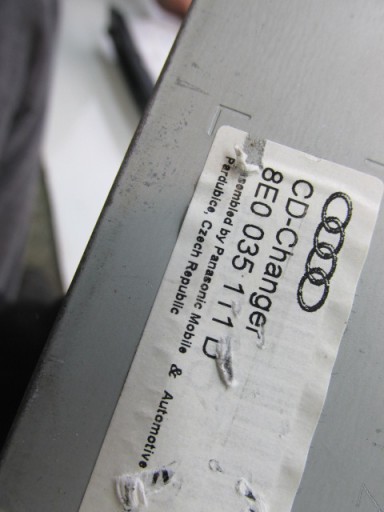 CD-Changer
8E0 035 111 D
Assembled by Panasonic Mobile & Automotive
Pardubice, Czech Republic